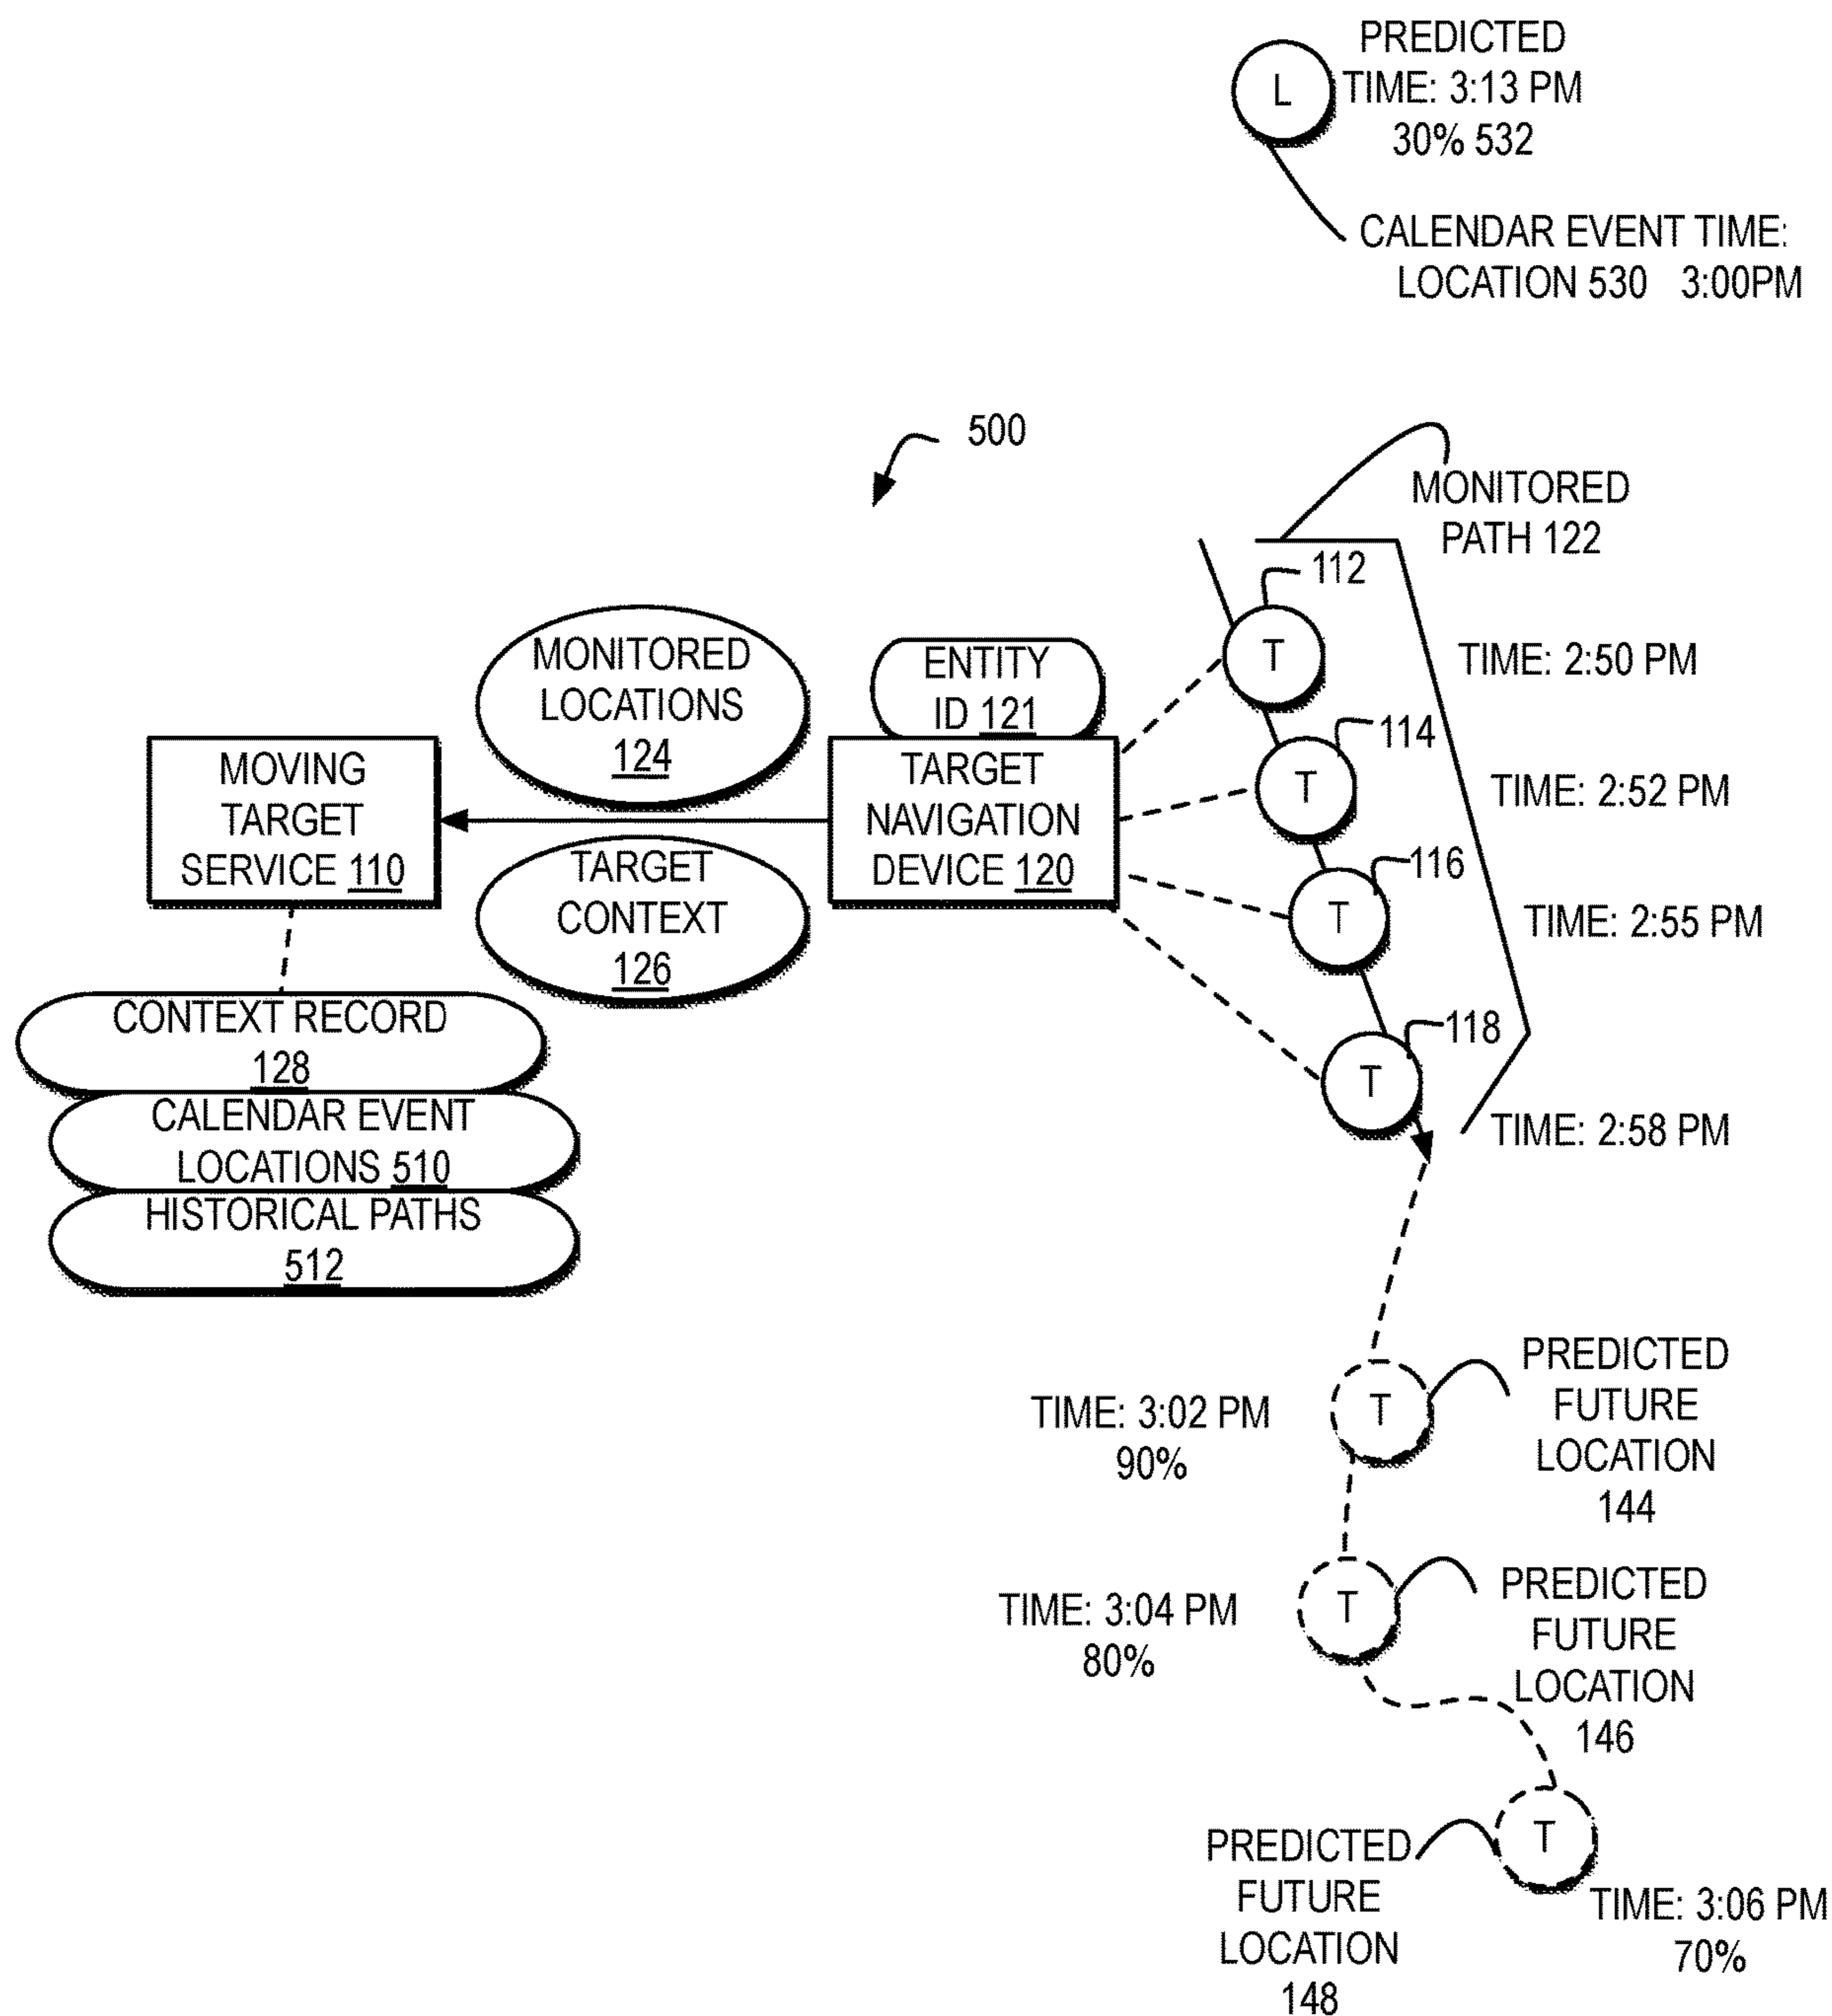 PREDICTED
TIME: 3:13 PM
30% 532
L
CALENDAR EVENT TIME:
LOCATION 530 3:00PM
500
MONITORED
PATH 122
112
T
TIME: 2:50 PM
114
T
TIME: 2:52 PM
116
T
TIME: 2:55 PM
118
T
TIME: 2:58 PM
MONITORED
LOCATIONS
124
ENTITY
ID 121
MOVING
TARGET
SERVICE 110
TARGET
NAVIGATION
DEVICE 120
TARGET
CONTEXT
126
CONTEXT RECORD
128
CALENDAR EVENT
LOCATIONS 510
HISTORICAL PATHS
512
TIME: 3:02 PM
90%
T
PREDICTED
FUTURE
LOCATION
144
TIME: 3:04 PM
80%
T
PREDICTED
FUTURE
LOCATION
146
PREDICTED
FUTURE
LOCATION
148
T
TIME: 3:06 PM
70%